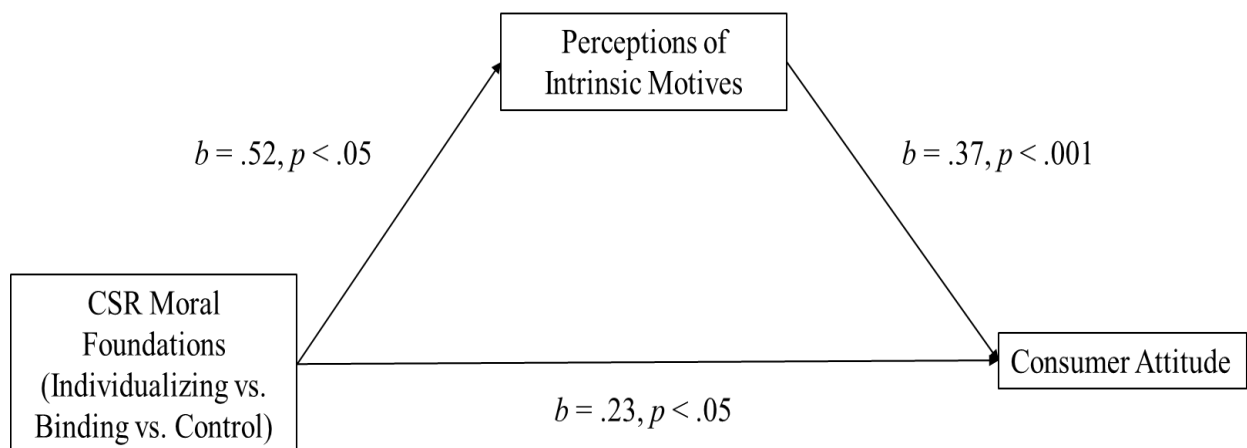 Perceptions of
Intrinsic Motives
b = .52, p < .05
b = .37, p < .001
CSR Moral
Foundations
(Individualizing vs.
Binding vs. Control)
Consumer Attitude
b = .23, p < .05